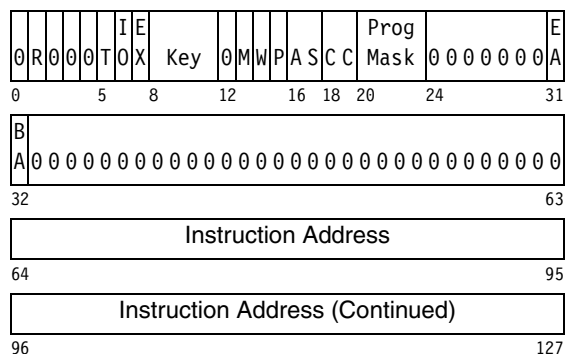 I E Prog E
0 R 0 0 0 T O X Key 0 M W P A S C C Mask 0 0 0 0 0 0 0 A
0 5 8 12 16 18 20 24 31
B
A 0 0 0 0 0 0 0 0 0 0 0 0 0 0 0 0 0 0 0 0 0 0 0 0 0 0 0 0 0 0 0
32 63
Instruction Address
64 95
Instruction Address (Continued)
96 127